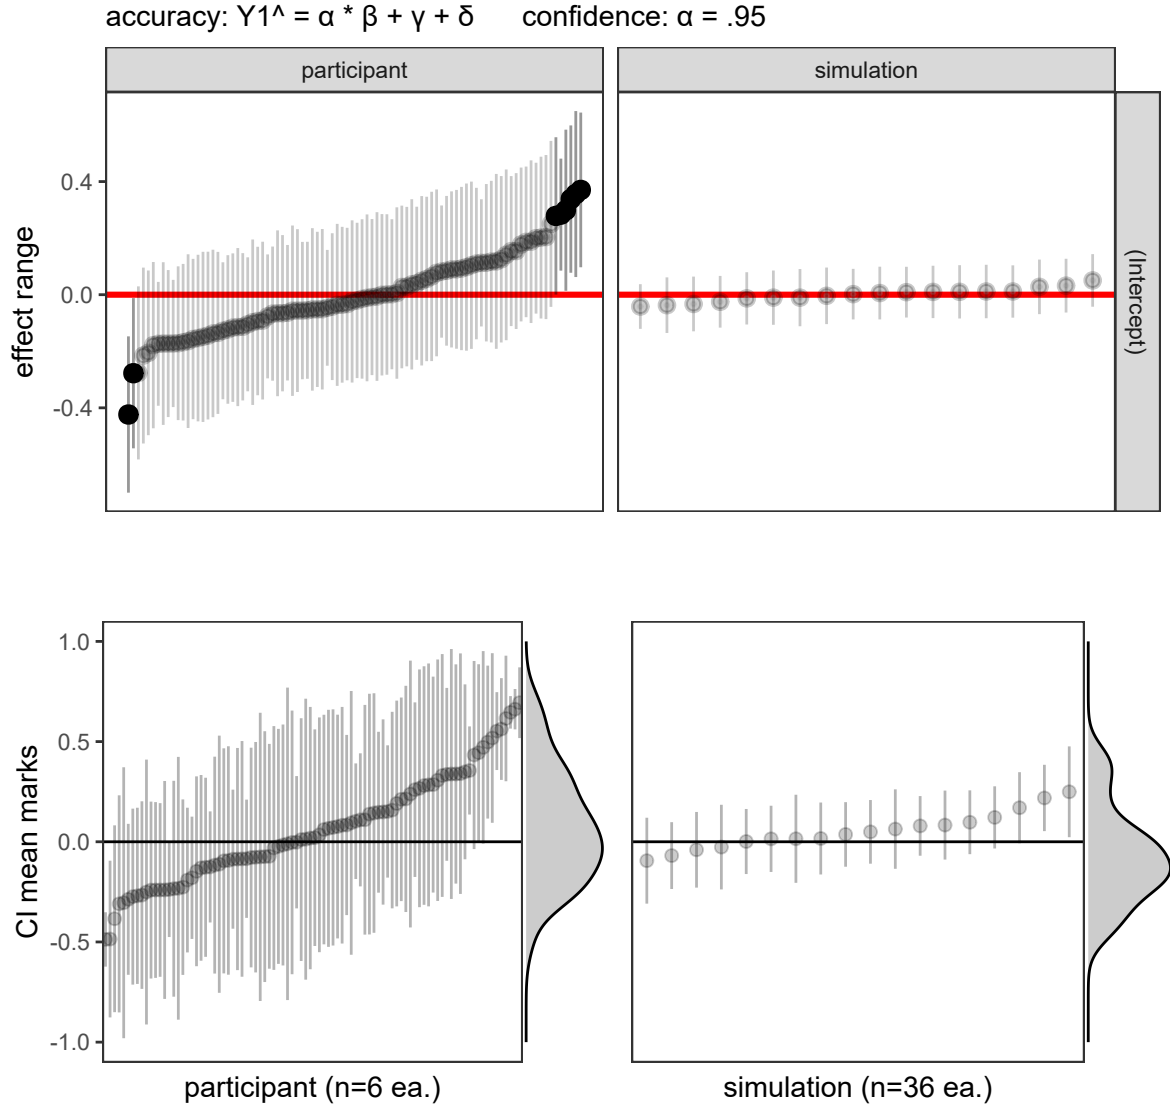 accuracy: Y1^ = α * β + γ + δ confidence: α = .95
participant
simulation
effect range
0.4
0.0
-0.4
(Intercept)
CI mean marks
1.0
0.5
0.0
-0.5
-1.0
participant (n=6 ea.)
simulation (n=36 ea.)